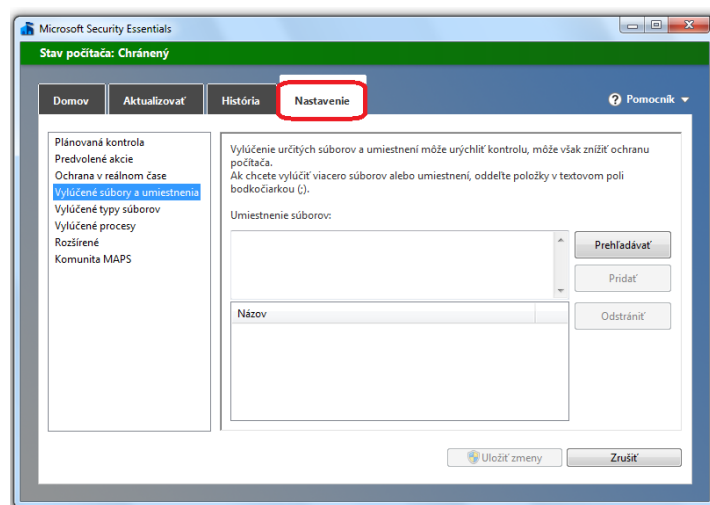 Microsoft Security Essentials
Stav počítača: Chránený
Domov
Aktualizovať
História
Nastavenie
Pomocník
Plánovaná kontrola
Predvolené akcie
Ochrana v reálnom čase
Vylúčené súbory a umiestnenia
Vylúčené typy súborov
Vylúčené procesy
Rozšírené
Komunita MAPS
Vylúčenie určitých súborov a umiestnení môže urýchliť kontrolu, môže však znížiť ochranu
počítača.
Ak chcete vylúčiť viacero súborov alebo umiestnení, oddeľte položky v textovom poli
bodkočiarkou (;).
Umiestnenie súborov:
Prehľadávať
Pridať
Názov
Odstrániť
Uložiť zmeny
Zrušiť